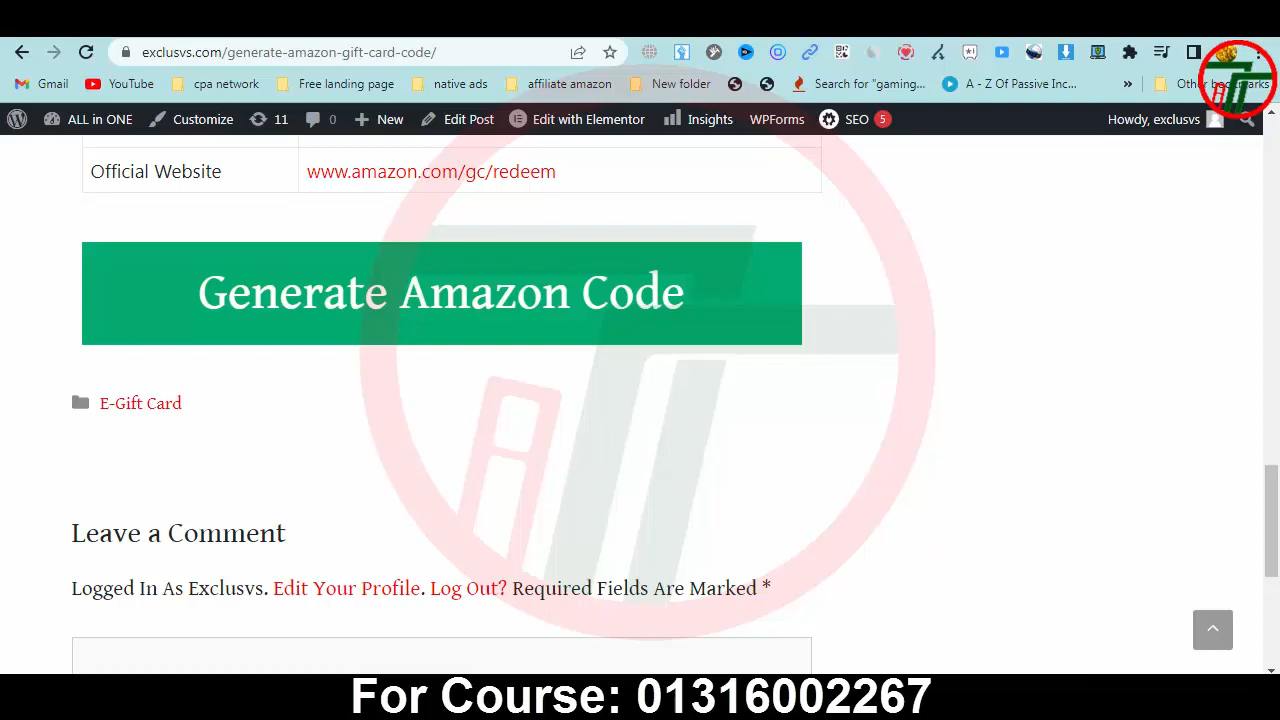 exclusvs.com/generate-amazon-gift-card-code/
Gmail YouTube cpa network Free landing page native ads affiliate amazon New folder Search for "gaming... A - Z Of Passive Inc... » Other bookmarks
ALL in ONE Customize 11 0 New Edit Post Edit with Elementor Insights WPForms SEO 5 Howdy, exclusvs
Official Website www.amazon.com/gc/redeem
Generate Amazon Code
E-Gift Card
Leave a Comment
Logged In As Exclusvs. Edit Your Profile. Log Out? Required Fields Are Marked *
For Course: 01316002267